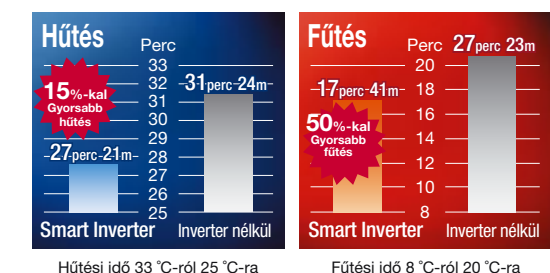 Hűtés
Perc
33
32
31
30
29
28
27
26
25
15%-kal
Gyorsabb
hűtés
27perc-21m
31perc-24m
Smart Inverter
Inverter nélkül
Hűtési idő 33 °C-ról 25 °C-ra
Fűtés
Perc
20
18
16
14
12
10
8
17perc-41m
27perc 23m
50%-kal
Gyorsabb
fűtés
Smart Inverter
Inverter nélkül
Fűtési idő 8 °C-ról 20 °C-ra